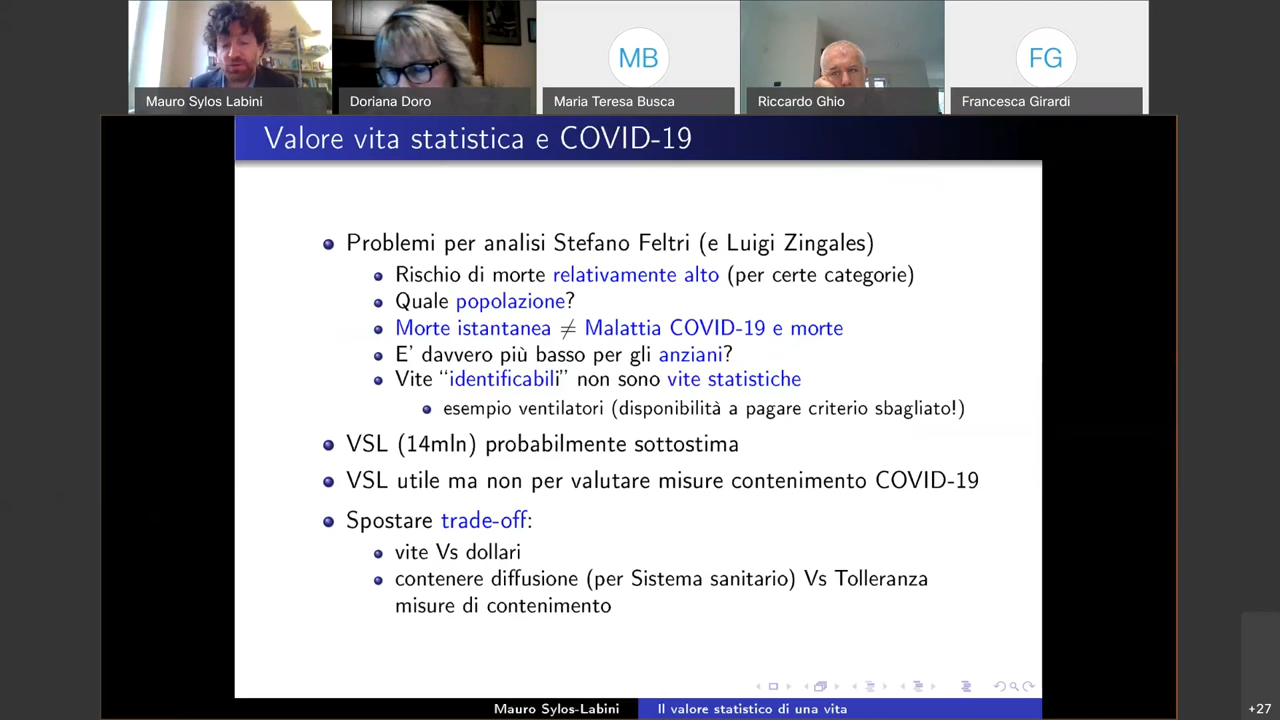 MB
FG
Mauro Sylos Labini
Doriana Doro
Maria Teresa Busca
Riccardo Ghio
Francesca Girardi
Valore vita statistica e COVID-19
Problemi per analisi Stefano Feltri (e Luigi Zingales)
Rischio di morte relativamente alto (per certe categorie)
Quale popolazione?
Morte istantanea ≠ Malattia COVID-19 e morte
E' davvero più basso per gli anziani?
Vite “identificabili” non sono vite statistiche
esempio ventilatori (disponibilità a pagare criterio sbagliato!)
VSL (14mln) probabilmente sottostima
VSL utile ma non per valutare misure contenimento COVID-19
Spostare trade-off:
vite Vs dollari
contenere diffusione (per Sistema sanitario) Vs Tolleranza
misure di contenimento
Mauro Sylos-Labini
Il valore statistico di una vita
+27